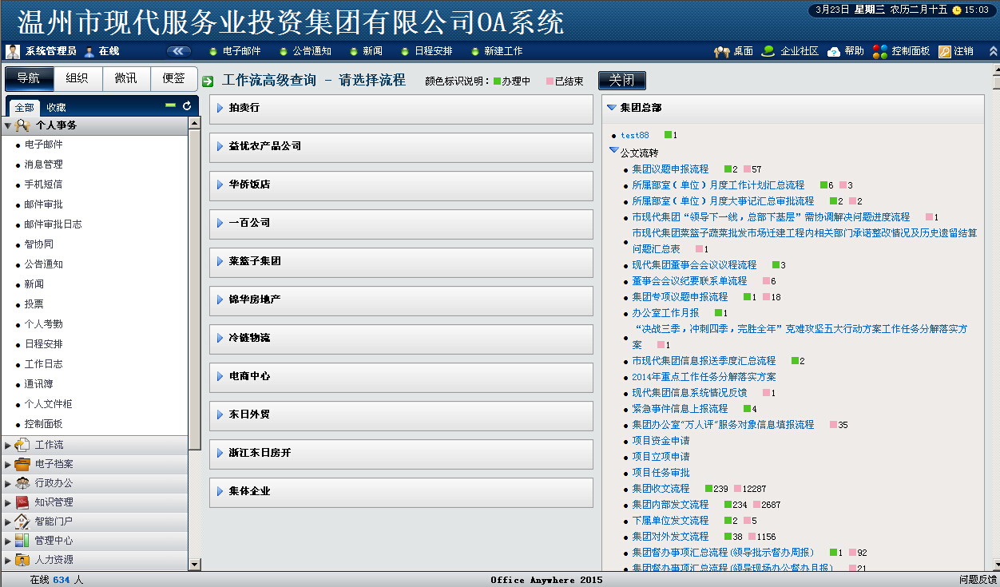 温州市现代服务业投资集团有限公司OA系统
3月23日 星期三 农历二月十五 15:03
系统管理员 在线
电子邮件 公告通知 新闻 日程安排 新建工作
桌面 企业社区 帮助 控制面板 注销
导航 组织 微讯 便签
工作流高级查询 - 请选择流程 颜色标识说明：办理中 已结束 关闭
全部 收藏
个人事务
电子邮件
消息管理
手机短信
邮件审批
邮件审批日志
智协同
公告通知
新闻
投票
个人考勤
日程安排
工作日志
通讯簿
个人文件柜
控制面板
工作流
电子档案
行政办公
知识管理
智能门户
管理中心
人力资源
拍卖行
益优农产品公司
华侨饭店
一百公司
菜篮子集团
锦华房地产
冷链物流
电商中心
东日外贸
浙江东日房开
集体企业
集团总部
test88 1
公文流转
集团议题申报流程 2 57
所属部室（单位）月度工作计划汇总流程 6 3
所属部室（单位）月度大事记汇总审批流程 2 2
市现代集团“领导下一线，总部下基层”需协调解决问题进度流程 1
市现代集团菜篮子蔬菜批发市场迁建工程内相关部门承诺整改情况及历史遗留结算
问题汇总表 1
现代集团董事会会议议程流程 3
董事会会议纪要联系单流程 6
集团专项议题申报流程 1 18
办公室工作月报 1
“决战三季，冲刺四季，完胜全年”克难攻坚五大行动方案工作任务分解落实方
案 1
市现代集团信息报送季度汇总流程 2
2014年重点工作任务分解落实方案
现代集团信息系统情况反馈 1
紧急事件信息上报流程 4
集团办公室"万人评"服务对象信息填报流程 35
项目资金申请
项目立项申请
项目任务审批
集团收文流程 239 12287
集团内部发文流程 234 2687
下属单位发文流程 2 5
集团对外发文流程 38 1156
集团督办事项汇总流程(领导批示督办周报) 1 92
集团督办事项汇总流程(领导现场办公督办月报) 21
在线 634 人
Office Anywhere 2015
问题反馈